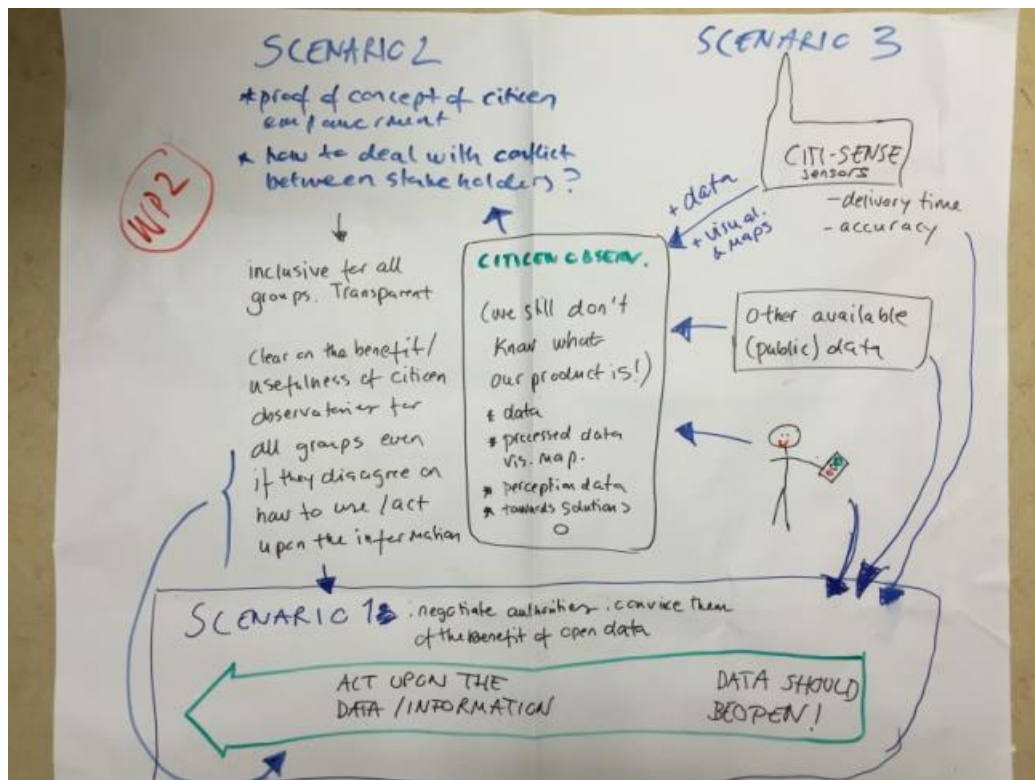 SCENARIO 2
*proof of concept of citicen
empowerment
* how to deal with conflict
between stakeholders?
WP2
inclusive for all
groups. Transparent
Clear on the benefit/
usefulness of citicen
observatories for
all groups even
if they disagree on
how to use / act
upon the information
CITICEN OBSERV.
(we still don't
know what
our product is!)
* data
* processed data
vis. map.
* perception data
* towards solutions
SCENARIO 3
CITI-SENSE
sensors
- delivery time
- accuracy
+ data
+ visual.
& maps
Other available
(public) data
SCENARIO 1: . negotiate authorities . convice them
of the benefit of open data
ACT UPON THE
DATA / INFORMATION
DATA SHOULD
BE OPEN!